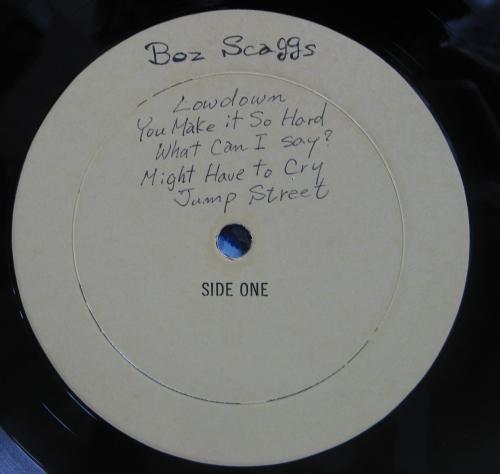 Boz Scaggs
Lowdown
You Make it So Hard
What Can I say?
Might Have to Cry
Jump Street
SIDE ONE